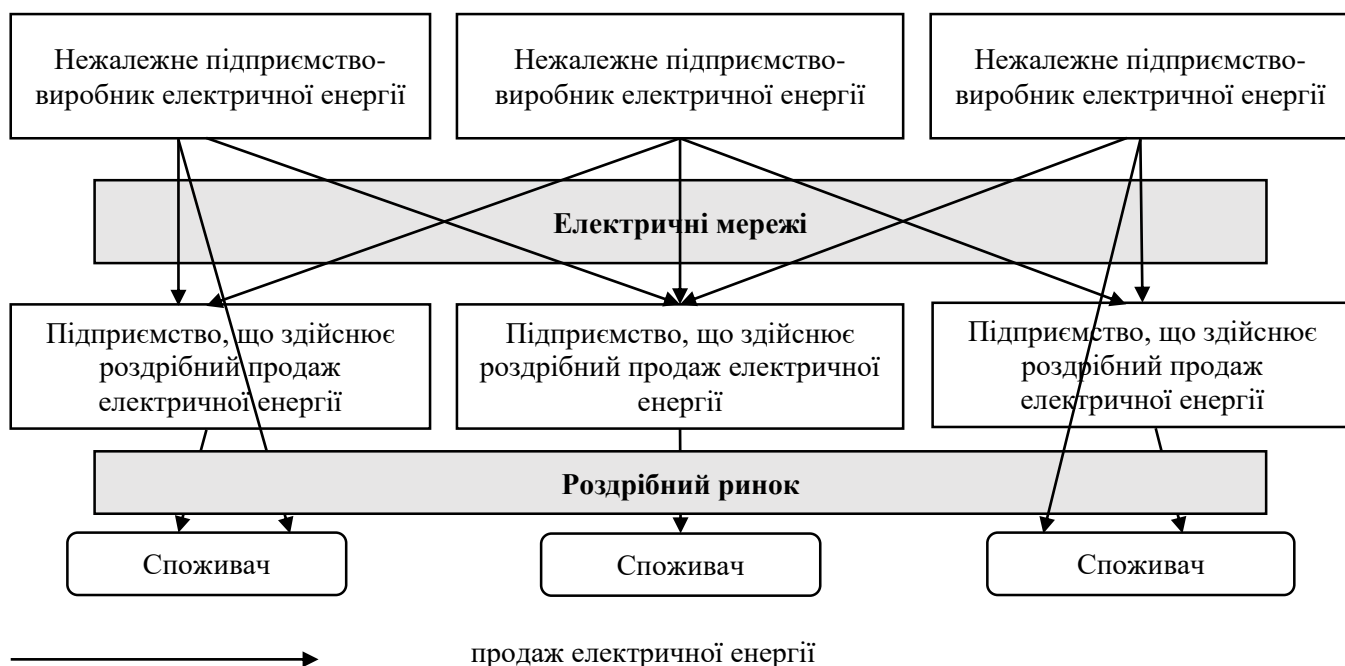 Нежалежне підприємство-
виробник електричної енергії
Нежалежне підприємство-
виробник електричної енергії
Нежалежне підприємство-
виробник електричної енергії
Електричні мережі
Підприємство, що здійснює
роздрібний продаж
електричної енергії
Підприємство, що здійснює
роздрібний продаж електричної
енергії
Підприємство, що здійснює
роздрібний продаж
електричної енергії
Роздрібний ринок
Споживач
Споживач
Споживач
продаж електричної енергії